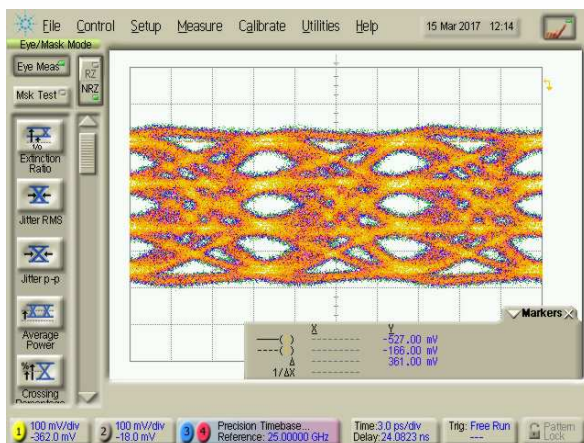 File Control Setup Measure Calibrate Utilities Help 15 Mar 2017 12:14
Eye/Mask Mode
Eye Meas
RZ
NRZ
Msk Test
Extinction
Ratio
Jitter RMS
Jitter p-p
Average
Power
Crossing
Markers X
X Y
-527.00 mV
-166.00 mV
Δ 361.00 mV
1/ΔX
1 100 mV/div
-362.0 mV
2 100 mV/div
-18.0 mV
3 4 Precision Timebase...
Reference: 25.00000 GHz
Time:3.0 ps/div
Delay:24.0823 ns
Trig: Free Run
---
Pattern
Lock